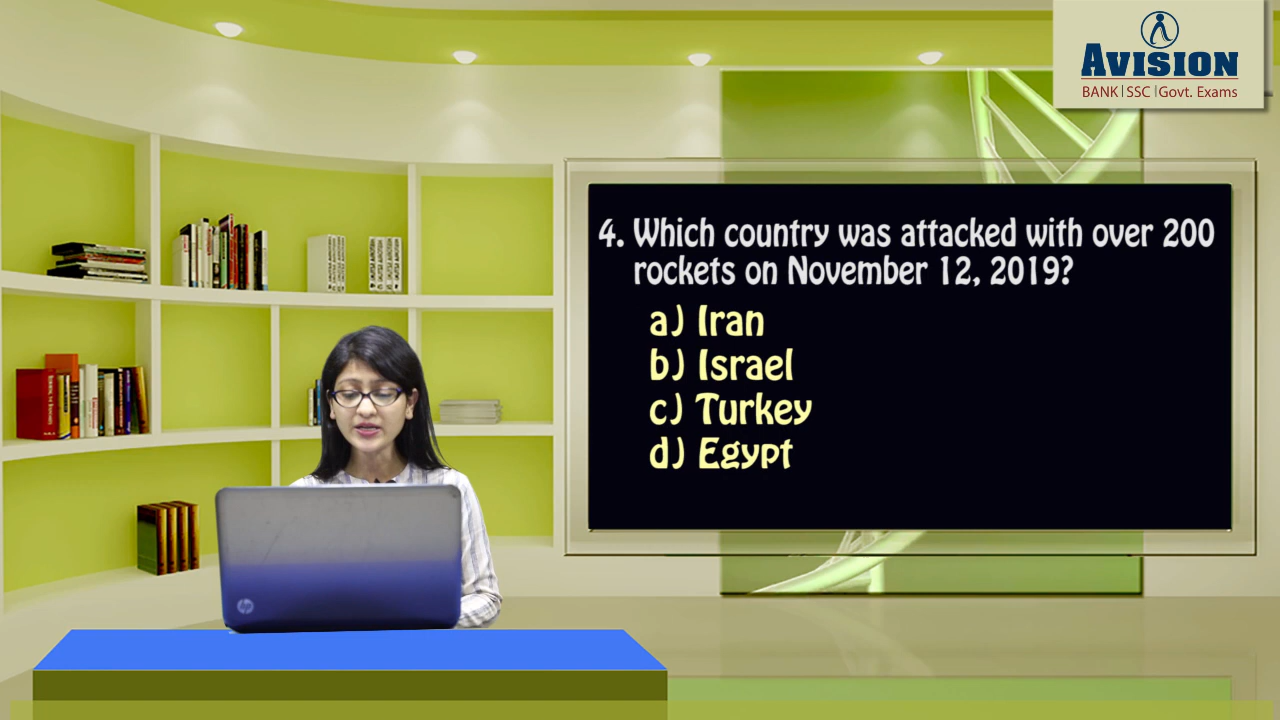 AVISION
BANK | SSC | Govt. Exams
4. Which country was attacked with over 200
rockets on November 12, 2019?
a) Iran
b) Israel
c) Turkey
d) Egypt
hp